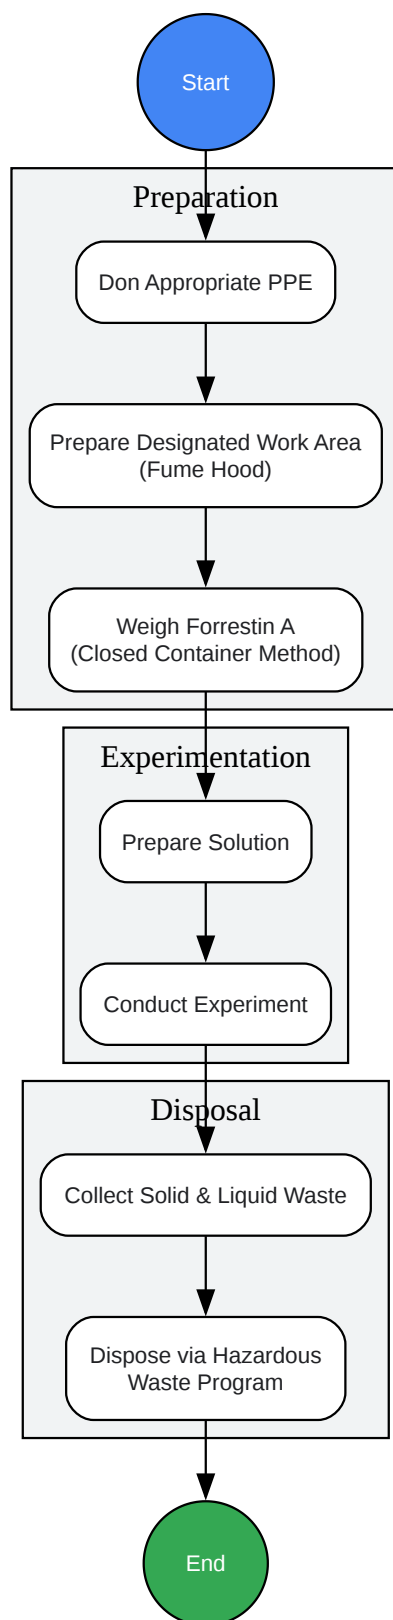 Start
Preparation
Don Appropriate PPE
Prepare Designated Work Area
(Fume Hood)
Weigh Forrestin A
(Closed Container Method)
Experimentation
Prepare Solution
Conduct Experiment
Disposal
Collect Solid & Liquid Waste
Dispose via Hazardous
Waste Program
End